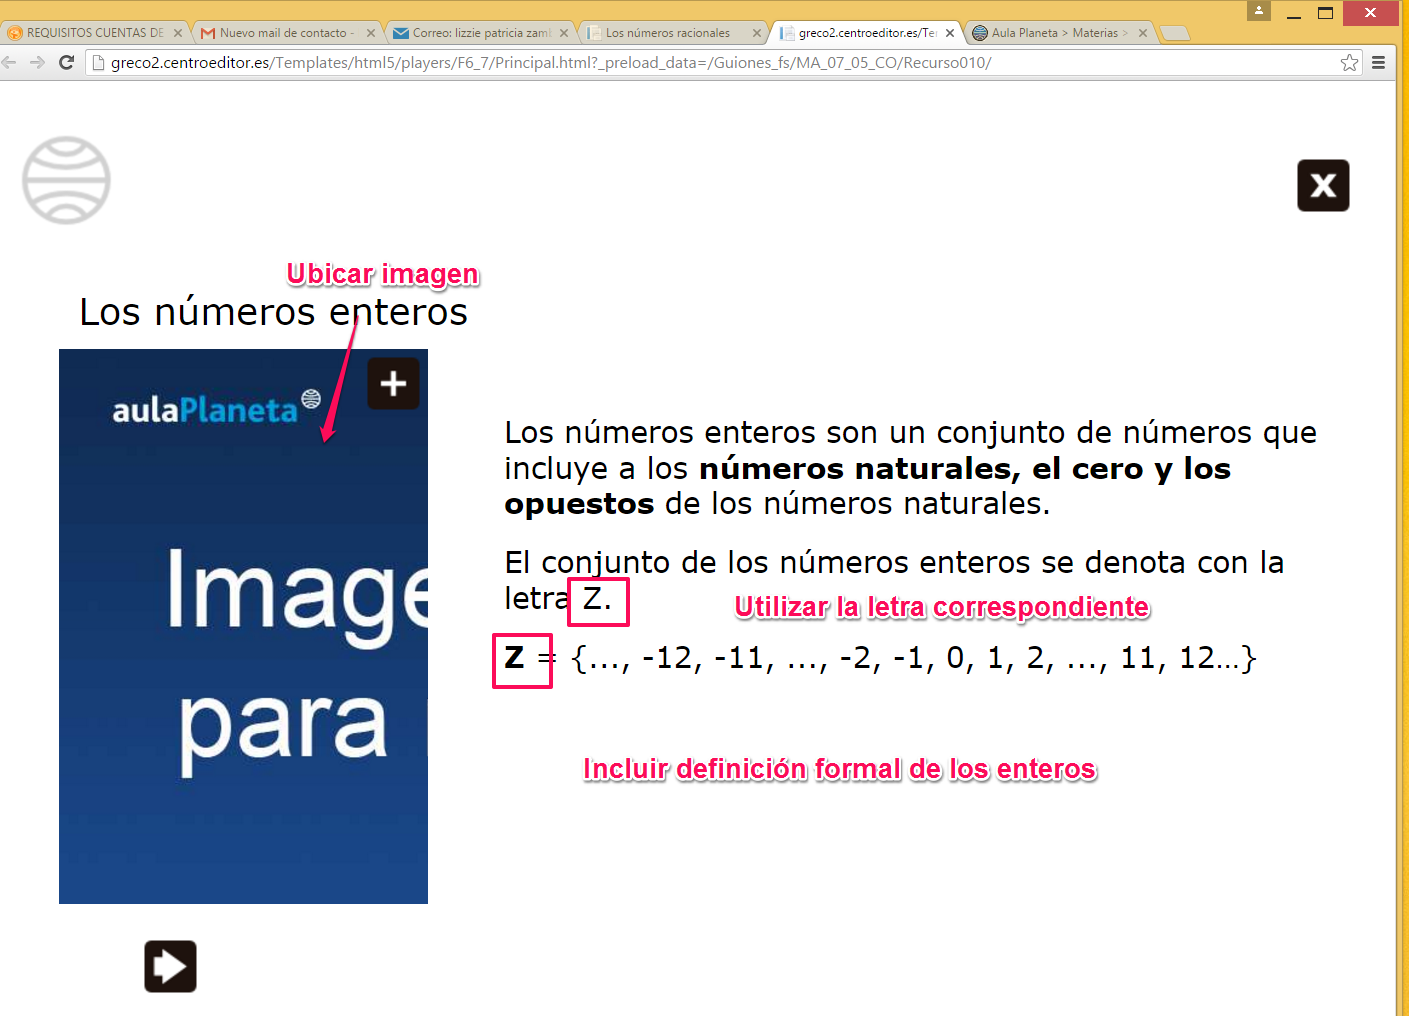 REQUISITOS CUENTAS DE
Nuevo mail de contacto -
Correo: lizzie patricia zam
Los números racionales
greco2.centroeditor.es/Te
Aula Planeta > Materias >
greco2.centroeditor.es/Templates/html5/players/F6_7/Principal.html?_preload_data=/Guiones_fs/MA_07_05_CO/Recurso010/
X
Ubicar imagen
Los números enteros
+
aulaPlaneta
Image
para
Los números enteros son un conjunto de números que
incluye a los números naturales, el cero y los
opuestos de los números naturales.
El conjunto de los números enteros se denota con la
letra Z.
Utilizar la letra correspondiente
Z = {..., -12, -11, ..., -2, -1, 0, 1, 2, ..., 11, 12...}
Incluir definición formal de los enteros